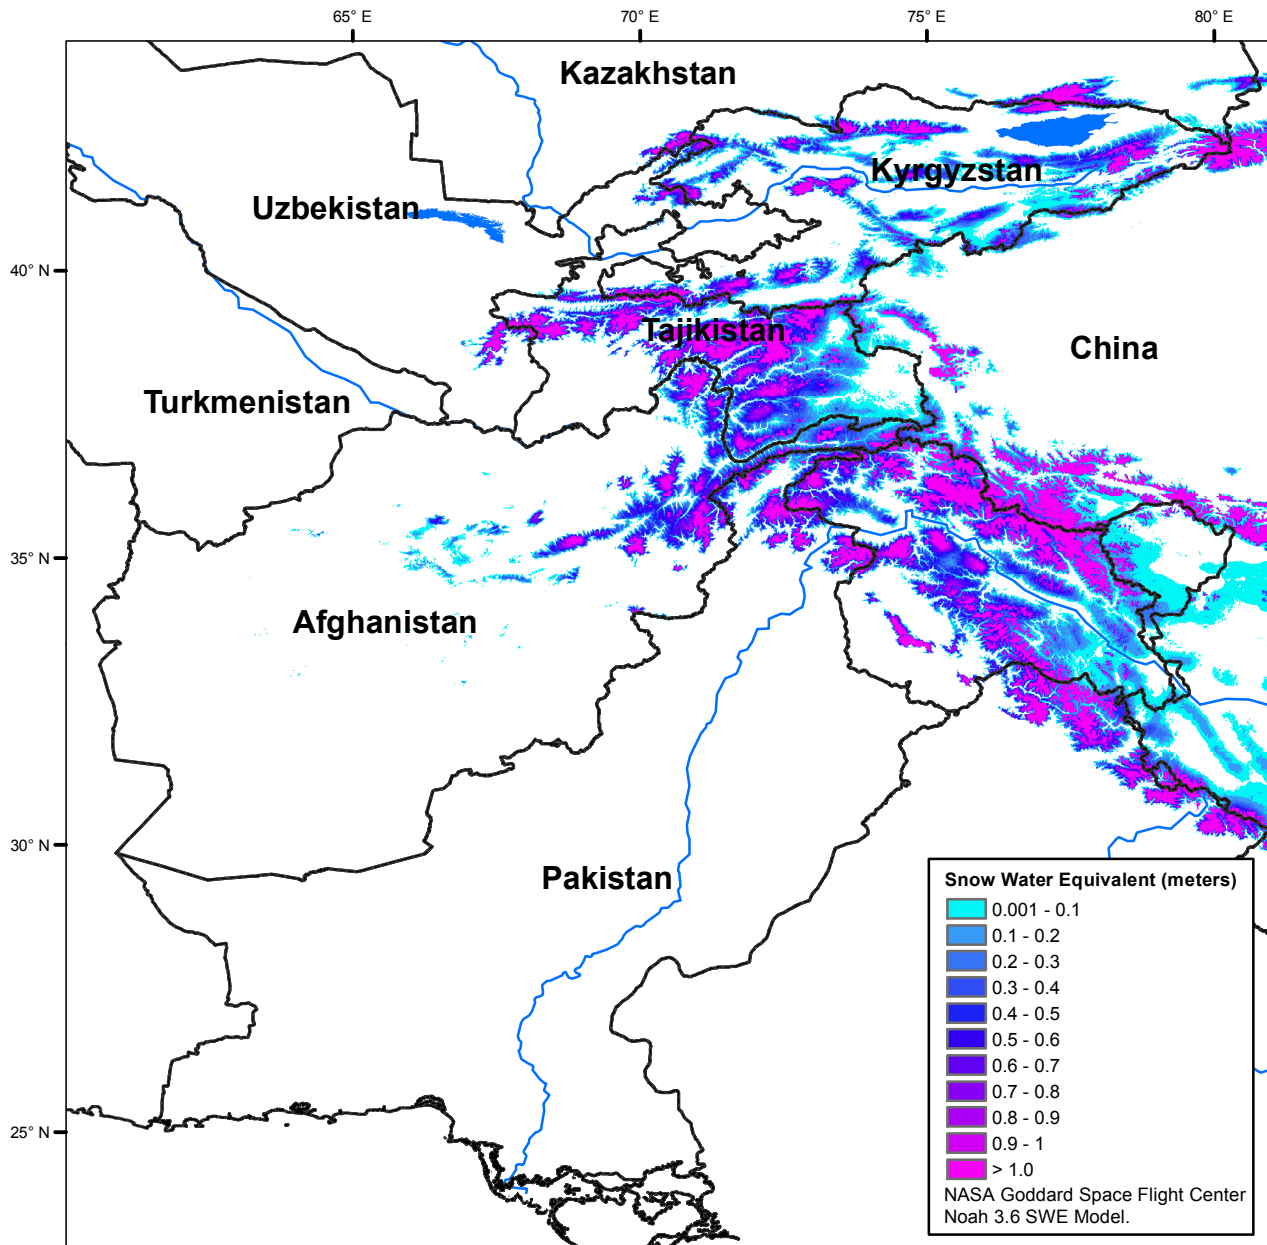 65° E
70° E
75° E
80° E
Kazakhstan
Kyrgyzstan
Uzbekistan
40° N
Tajikistan
China
Turkmenistan
35° N
Afghanistan
30° N
Pakistan
Snow Water Equivalent (meters)
0.001 - 0.1
0.1 - 0.2
0.2 - 0.3
0.3 - 0.4
0.4 - 0.5
0.5 - 0.6
0.6 - 0.7
0.7 - 0.8
0.8 - 0.9
0.9 - 1
> 1.0
25° N
NASA Goddard Space Flight Center
Noah 3.6 SWE Model.